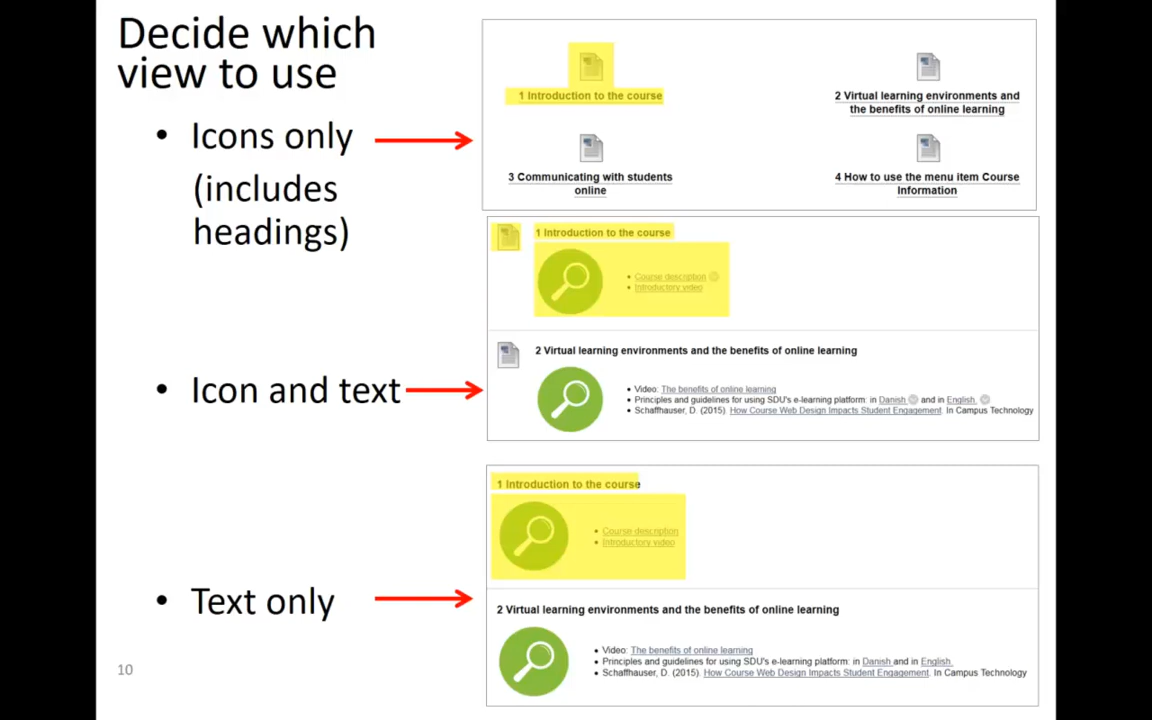 Decide which
view to use
• Icons only
(includes
headings)
• Icon and text
• Text only
10
1 Introduction to the course
2 Virtual learning environments and
the benefits of online learning
3 Communicating with students
online
4 How to use the menu item Course
Information
1 Introduction to the course
• Course description
• Introductory video
2 Virtual learning environments and the benefits of online learning
• Video: The benefits of online learning
• Principles and guidelines for using SDU's e-learning platform: in Danish and in English.
• Schaffhauser, D. (2015). How Course Web Design Impacts Student Engagement. In Campus Technology
1 Introduction to the course
• Course description
• Introductory video
2 Virtual learning environments and the benefits of online learning
• Video: The benefits of online learning
• Principles and guidelines for using SDU's e-learning platform: in Danish and in English.
• Schaffhauser, D. (2015). How Course Web Design Impacts Student Engagement. In Campus Technology